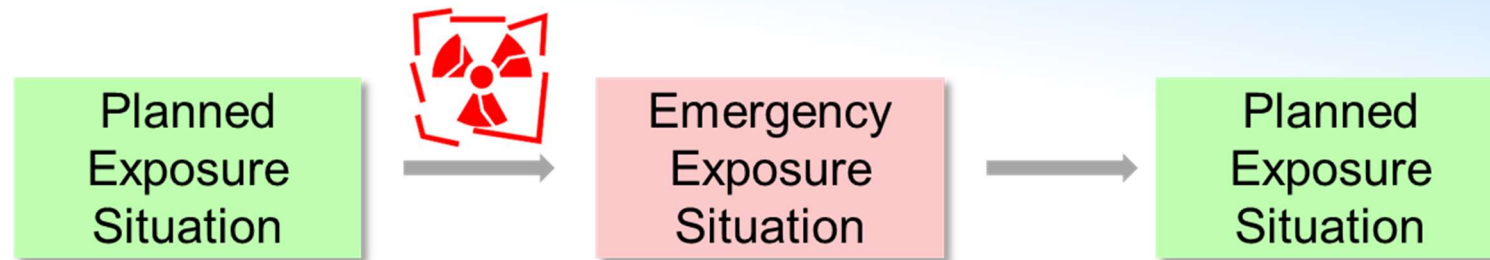 Planned
Exposure
Situation
Emergency
Exposure
Situation
Planned
Exposure
Situation